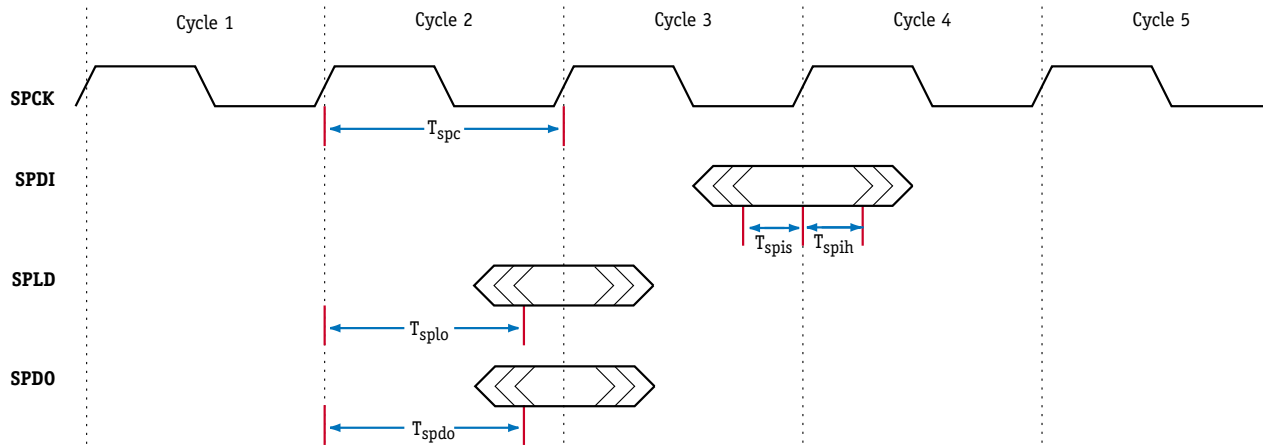 Cycle 1 Cycle 2 Cycle 3 Cycle 4 Cycle 5
SPCK
Tspc
SPDI
Tspis Tspih
SPLD
Tsplo
SPDO
Tspdo